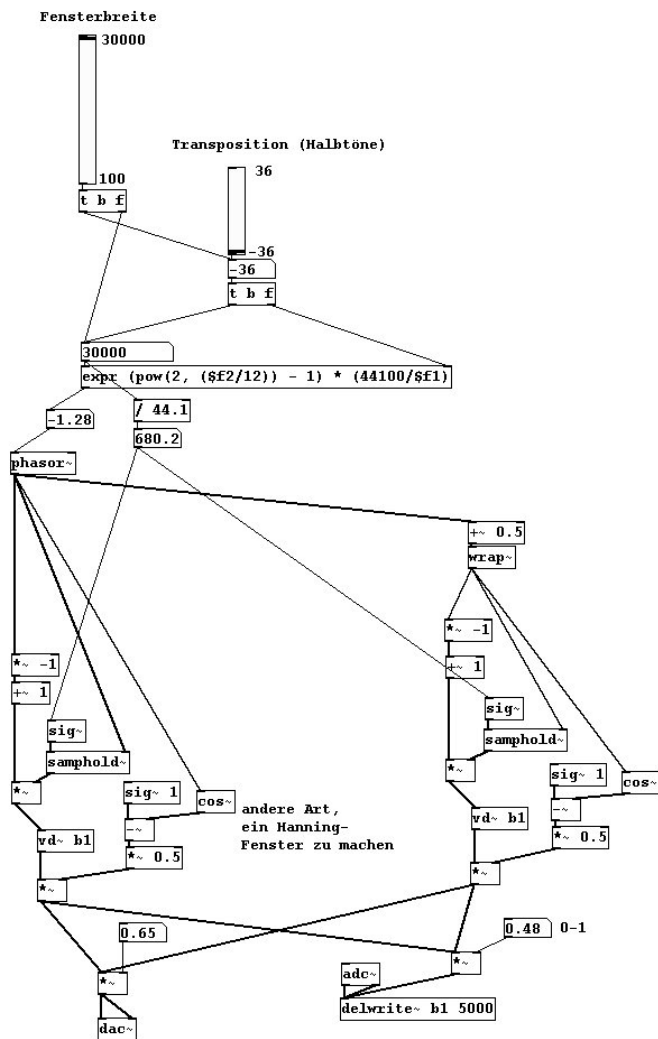 Fensterbreite
30000
Transposition (Halbtöne)
36
100
t b f
-36
-36
t b f
30000
expr (pow(2, ($f2/12)) - 1) * (44100/$f1)
-1.28
/ 44.1
680.2
phasor~
+~ 0.5
wrap~
*~ -1
*~ -1
+~ 1
+~ 1
sig~
sig~
samphold~
samphold~
*~
sig~ 1
cos~
*~
sig~ 1
cos~
andere Art,
ein Hanning-
Fenster zu machen
vd~ b1
-~
*~ 0.5
vd~ b1
-~
*~ 0.5
*~
*~
0.65
0.48
0-1
*~
adc~
*~
delwrite~ b1 5000
dac~